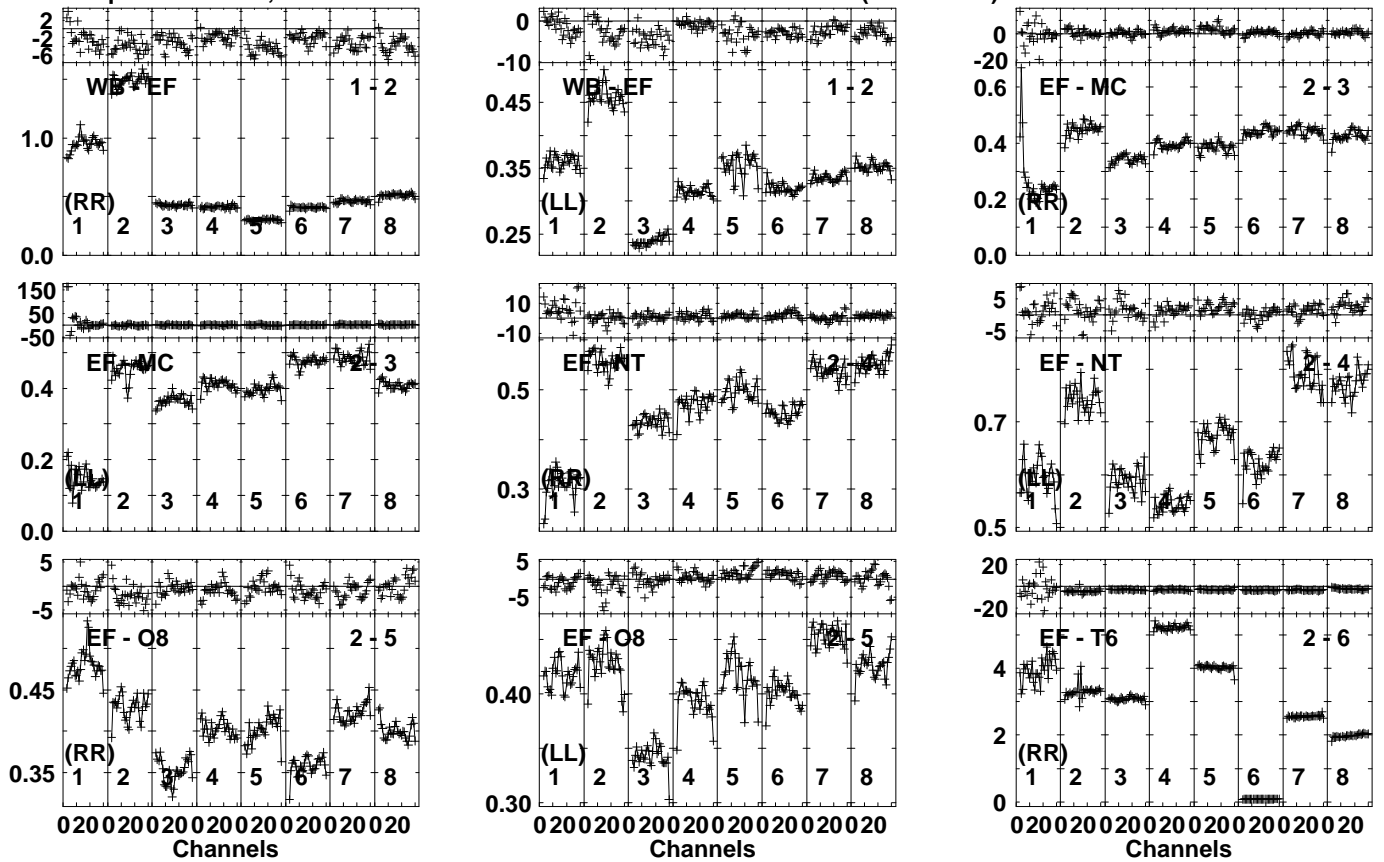 2
-2
-6
WB - EF 1 - 2
1.0
(RR)
1 2 3 4 5 6 7 8
0.0
0
-10
WB - EF 1 - 2
0.45
0.35
(LL)
1 2 3 4 5 6 7 8
0.25
0
-20
0.6
EF - MC 2 - 3
0.4
0.2
(RR)
1 2 3 4 5 6 7 8
0.0
150
50
-50
EF - MC 2 - 3
0.4
0.2
(LL)
1 2 3 4 5 6 7 8
0.0
10
-10
EF - NT 2 - 4
0.5
(RR)
0.3
1 2 3 4 5 6 7 8
5
-5
EF - NT 2 - 4
0.7
(LL)
1 2 3 4 5 6 7 8
0.5
5
-5
EF - O8 2 - 5
0.45
(RR)
0.35
1 2 3 4 5 6 7 8
0 20 0 20 0 20 0 20 0 20 0 20 0 20 0 20
Channels
5
-5
EF - O8 2 - 5
0.40
(LL)
1 2 3 4 5 6 7 8
0.30
0 20 0 20 0 20 0 20 0 20 0 20 0 20 0 20
Channels
20
-20
EF - T6 2 - 6
4
2
(RR)
1 2 3 4 5 6 7 8
0
0 20 0 20 0 20 0 20 0 20 0 20 0 20 0 20
Channels